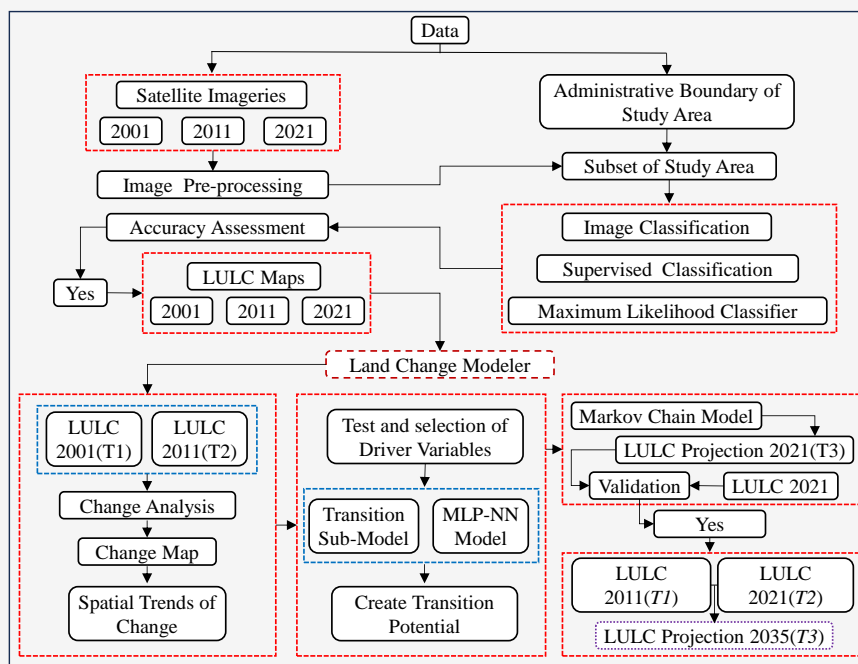 Data
Satellite Imageries
2001
2011
2021
Administrative Boundary of
Study Area
Image Pre-processing
Subset of Study Area
Accuracy Assessment
Image Classification
Supervised Classification
Maximum Likelihood Classifier
Yes
LULC Maps
2001
2011
2021
Land Change Modeler
LULC
2001(T1)
LULC
2011(T2)
Change Analysis
Change Map
Spatial Trends of
Change
Test and selection of
Driver Variables
Transition
Sub-Model
MLP-NN
Model
Create Transition
Potential
Markov Chain Model
LULC Projection 2021(T3)
Validation
LULC 2021
Yes
LULC
2011(T1)
LULC
2021(T2)
LULC Projection 2035(T3)